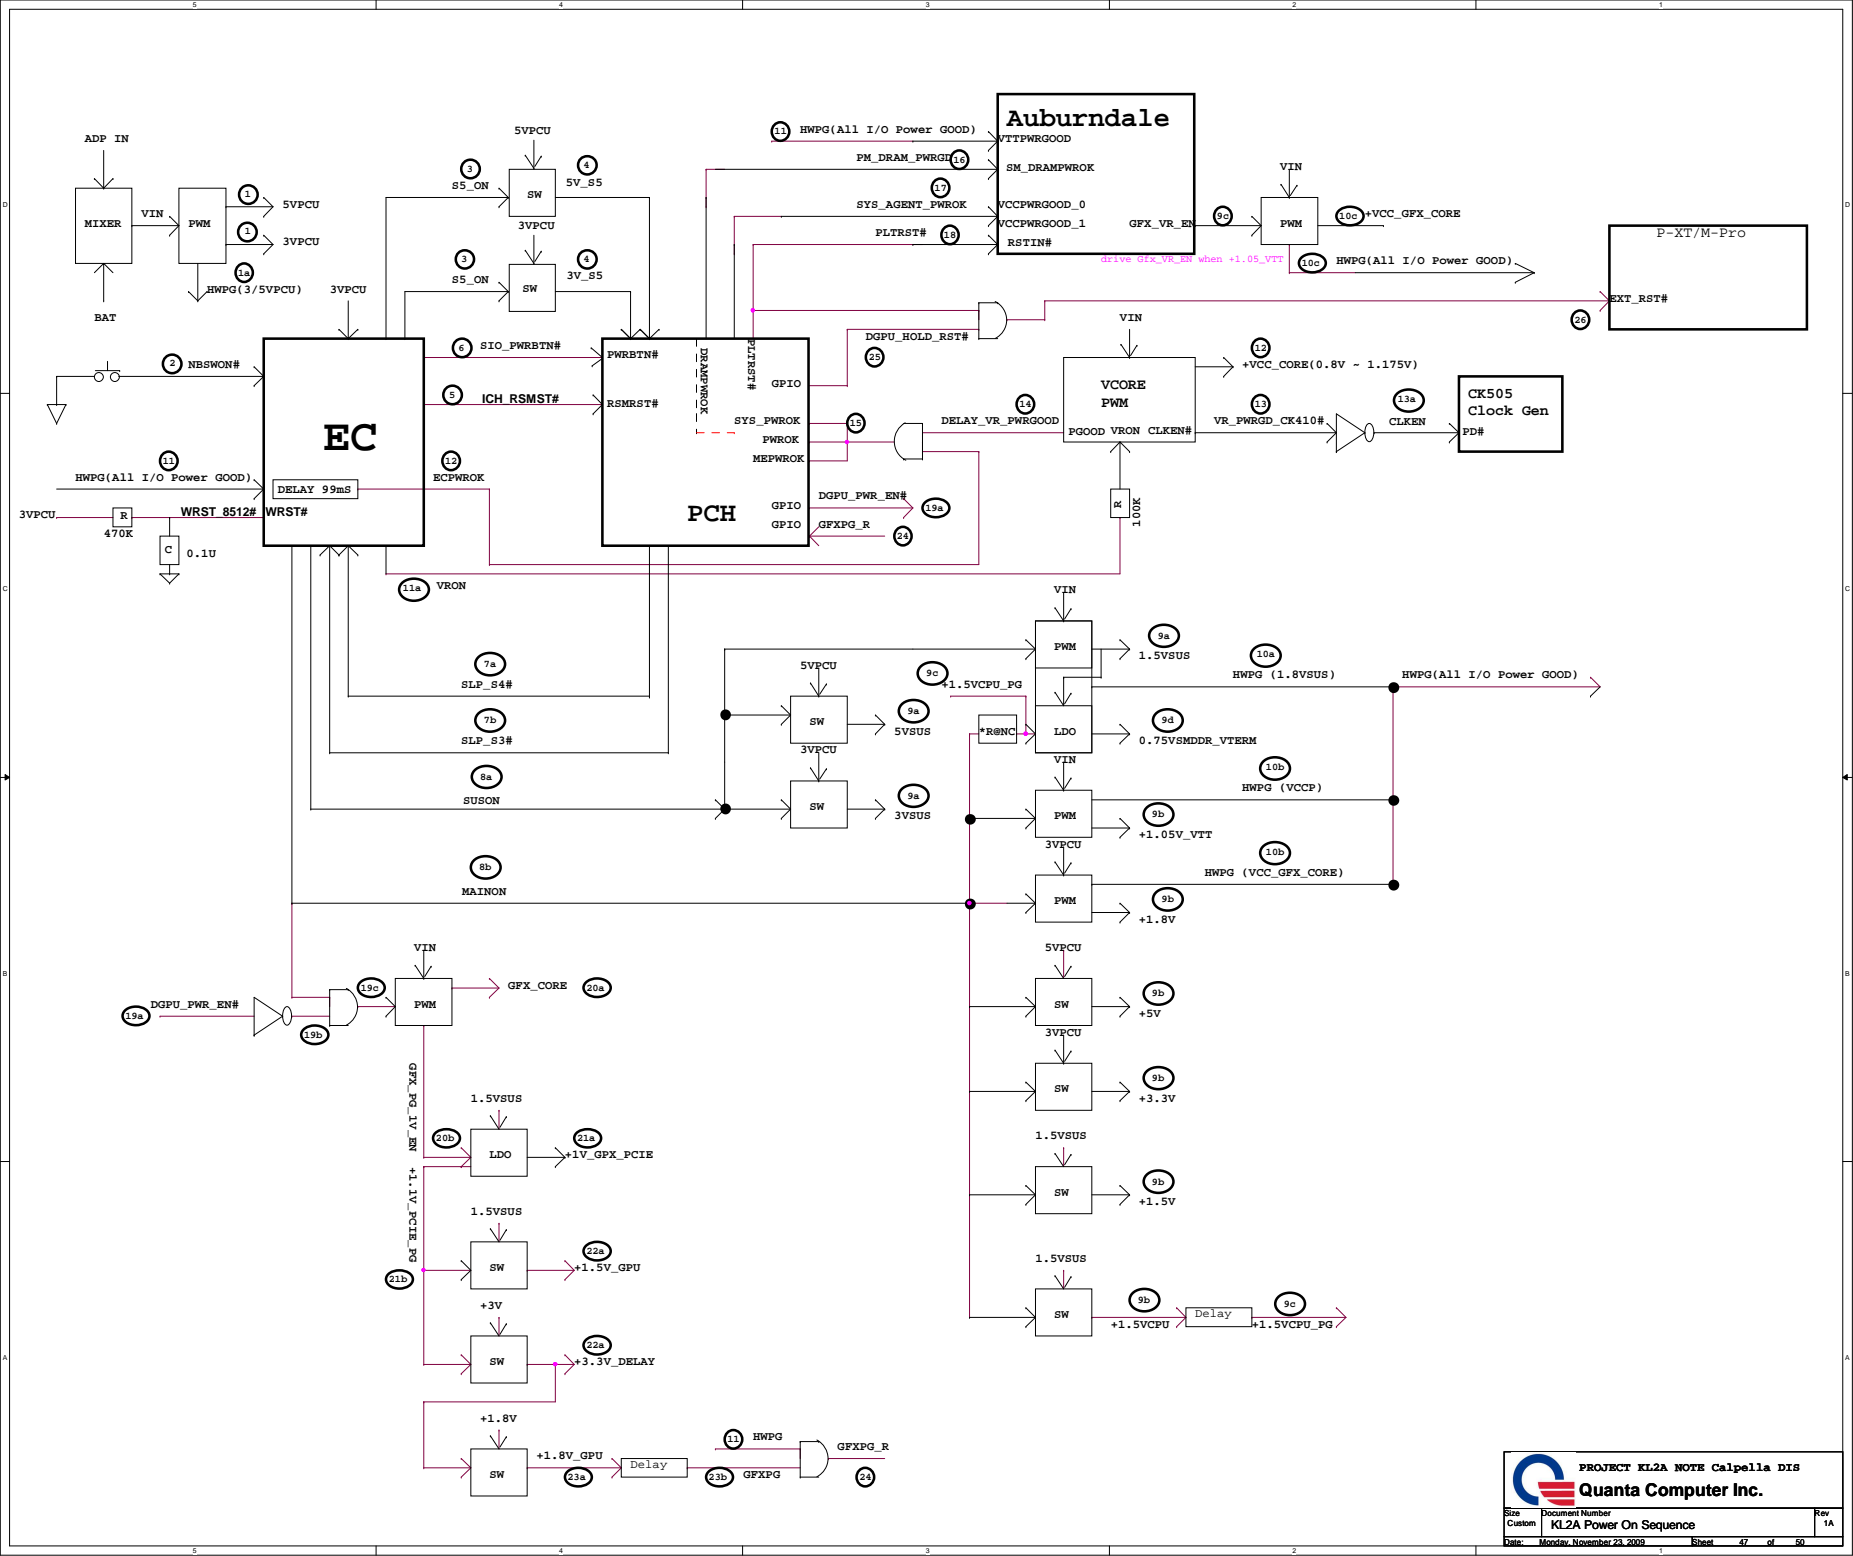 5 4 3 2 1
D
C
B
A
ADP IN
MIXER
VIN
PWM
1
5VPCU
1
3VPCU
1a
HWPG(3/5VPCU)
BAT
5VPCU
3
S5_ON
SW
4
5V_S5
3VPCU
3
S5_ON
SW
4
3V_S5
3VPCU
2 NBSWON#
EC
6 SIO_PWRBTN#
5 ICH_RSMST#
11
HWPG(All I/O Power GOOD)
DELAY 99mS
12
ECPWROK
3VPCU
R
470K
WRST_8512#
WRST#
C
0.1U
11a VRON
PWRBTN#
RSMRST#
DRAMPWROK
PLTRST#
GPIO
SYS_PWROK
PWROK
MEPWROK
PCH
GPIO
GPIO
15
DGPU_PWR_EN#
19a
GFXPG_R
24
11 HWPG(All I/O Power GOOD)
PM_DRAM_PWRGD
16
17
SYS_AGENT_PWROK
PLTRST# 18
Auburndale
VTTPWRGOOD
SM_DRAMPWROK
VCCPWRGOOD_0
VCCPWRGOOD_1
GFX_VR_EN
RSTIN#
drive Gfx_VR_EN when +1.05_VTT
9c
VIN
PWM
10c
+VCC_GFX_CORE
10c
HWPG(All I/O Power GOOD)
P-XT/M-Pro
EXT_RST#
26
DGPU_HOLD_RST#
25
VIN
VCORE
PWM
PGOOD VRON CLKEN#
14
DELAY_VR_PWRGOOD
12
+VCC_CORE(0.8V ~ 1.175V)
13
VR_PWRGD_CK410#
13a
CLKEN
CK505
Clock Gen
PD#
R
100K
7a
SLP_S4#
7b
SLP_S3#
8a
SUSON
8b
MAINON
5VPCU
SW
9a
5VSUS
3VPCU
SW
9a
3VSUS
VIN
PWM
9a
1.5VSUS
9c
+1.5VCPU_PG
10a
HWPG (1.8VSUS)
HWPG(All I/O Power GOOD)
*R@NC
LDO
9d
0.75VSMDDR_VTERM
VIN
PWM
10b
HWPG (VCCP)
9b
+1.05V_VTT
3VPCU
PWM
10b
HWPG (VCC_GFX_CORE)
9b
+1.8V
5VPCU
SW
9b
+5V
3VPCU
SW
9b
+3.3V
1.5VSUS
SW
9b
+1.5V
1.5VSUS
SW
9b
+1.5VCPU
Delay
9c
+1.5VCPU_PG
19a
DGPU_PWR_EN#
19b
19c
VIN
PWM
GFX_CORE 20a
GFX_PG_1V_EN
20b
1.5VSUS
LDO
21a
+1V_GPX_PCIE
+1.1V_PCIE_PG
21b
1.5VSUS
SW
22a
+1.5V_GPU
+3V
SW
22a
+3.3V_DELAY
+1.8V
SW
+1.8V_GPU
23a
Delay
11 HWPG
23b GFXPG
GFXPG_R
24
PROJECT KL2A NOTE Calpella DIS
Quanta Computer Inc.
Size Document Number Rev
Custom KL2A Power On Sequence 1A
Date: Monday, November 23, 2009 Sheet 47 of 50
5 4 3 2 1